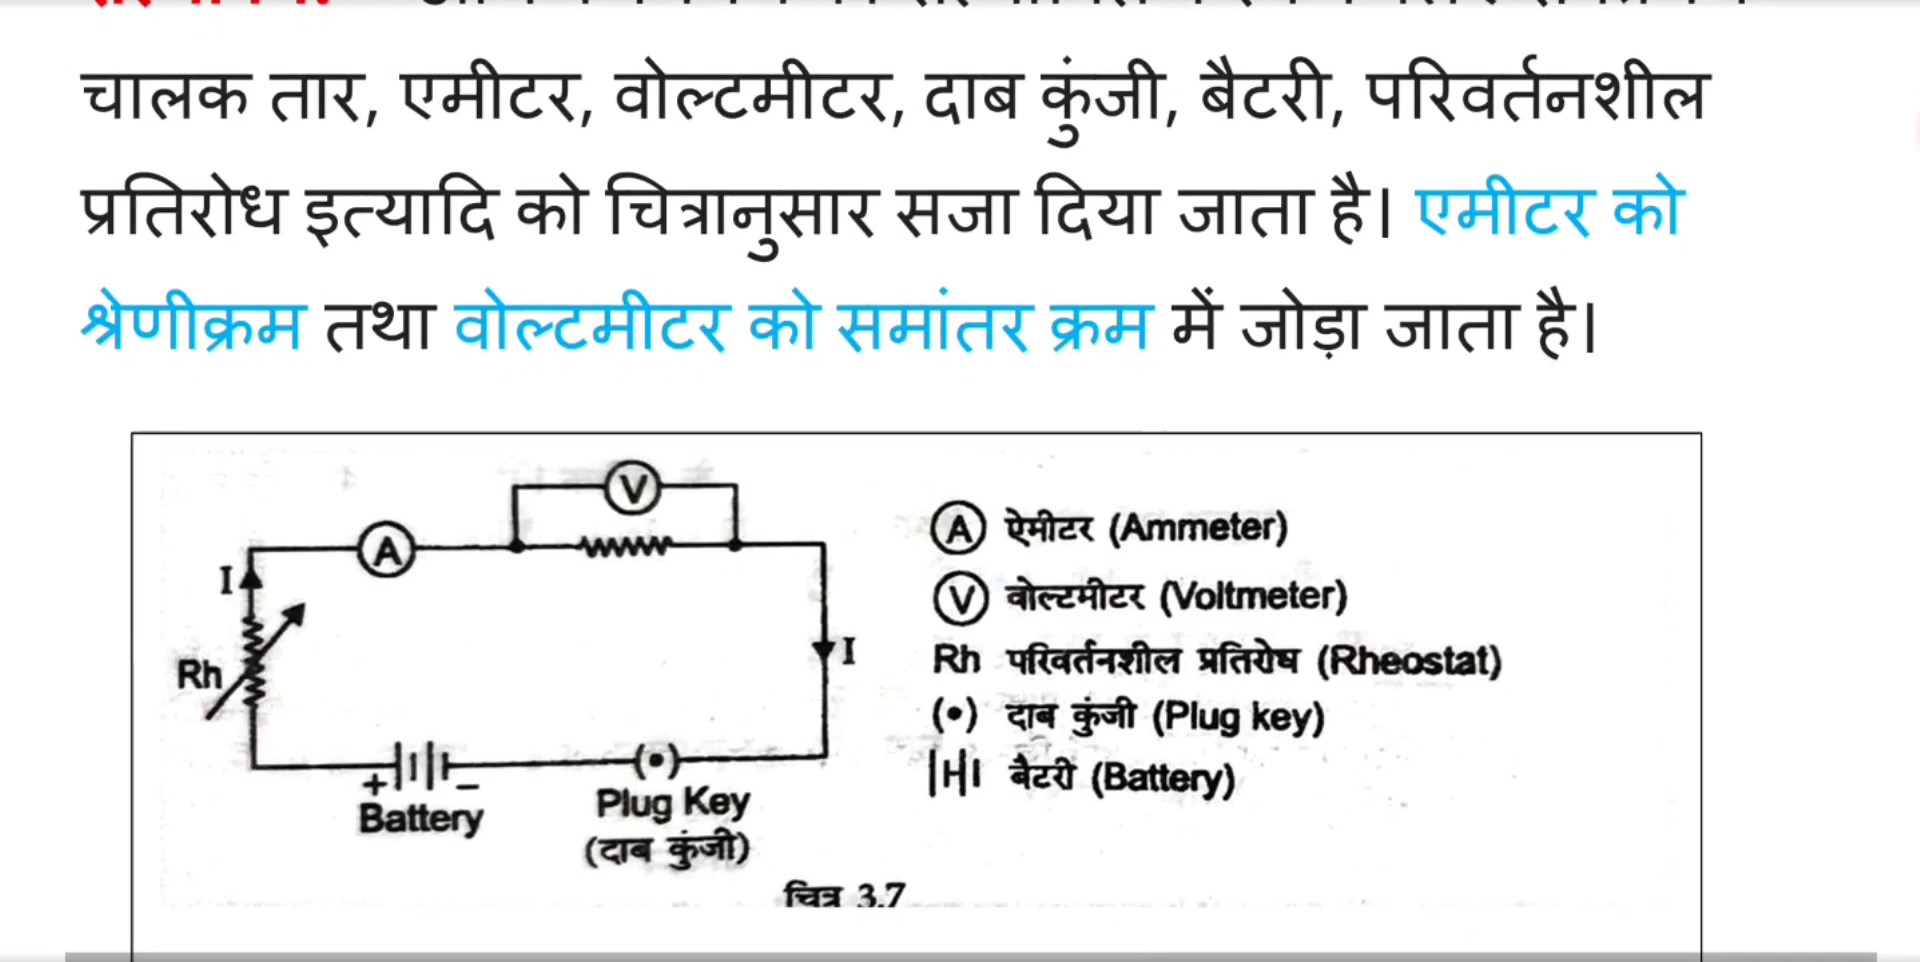 चालक तार, एमीटर, वोल्टमीटर, दाब कुंजी, बैटरी, परिवर्तनशील
प्रतिरोध इत्यादि को चित्रानुसार सजा दिया जाता है। एमीटर को
श्रेणीक्रम तथा वोल्टमीटर को समांतर क्रम में जोड़ा जाता है।
V
A
I
Rh
I
+ −
Battery
(•)
Plug Key
(दाब कुंजी)
A ऐमीटर (Ammeter)
V वोल्टमीटर (Voltmeter)
Rh परिवर्तनशील प्रतिरोध (Rheostat)
(•) दाब कुंजी (Plug key)
बैटरी (Battery)
चित्र 3.7